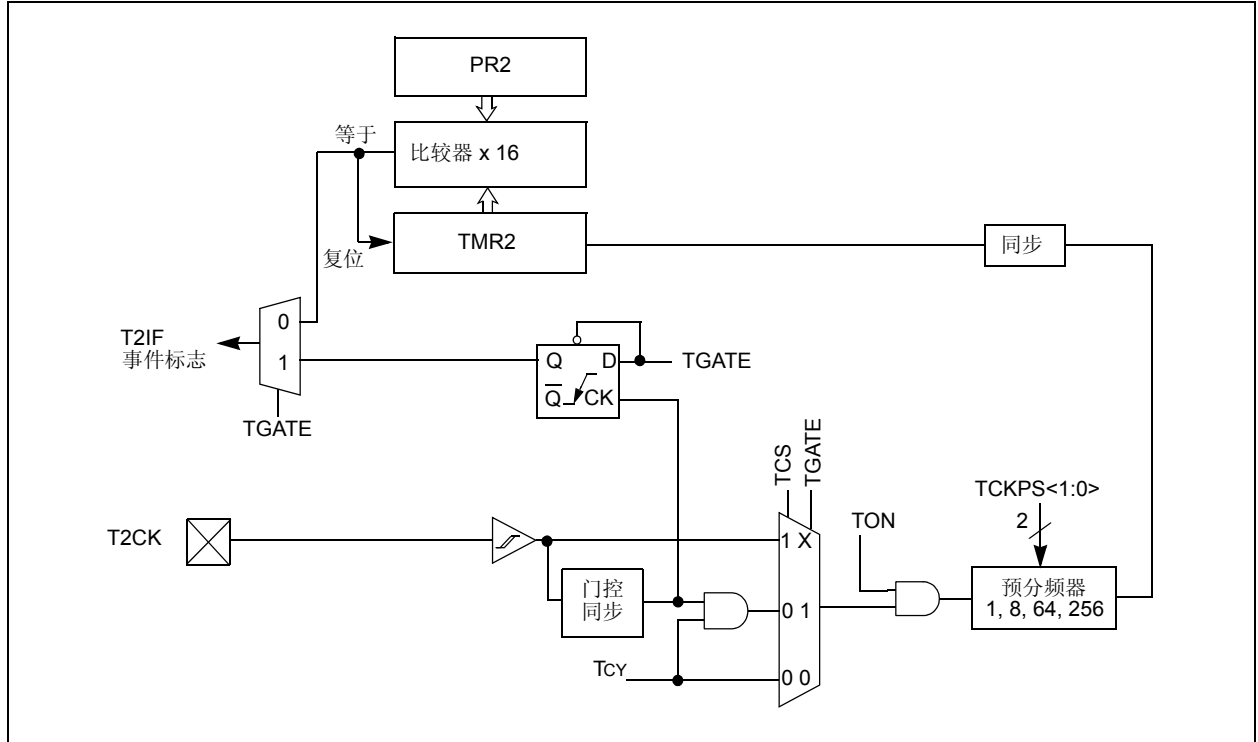 PR2
等于
比较器 x 16
TMR2
复位
同步
T2IF
事件标志
0
1
TGATE
Q
D
Q
CK
TGATE
TCS
TGATE
TCKPS<1:0>
2
TON
T2CK
1 X
门控
同步
0 1
预分频器
1, 8, 64, 256
TCY
0 0